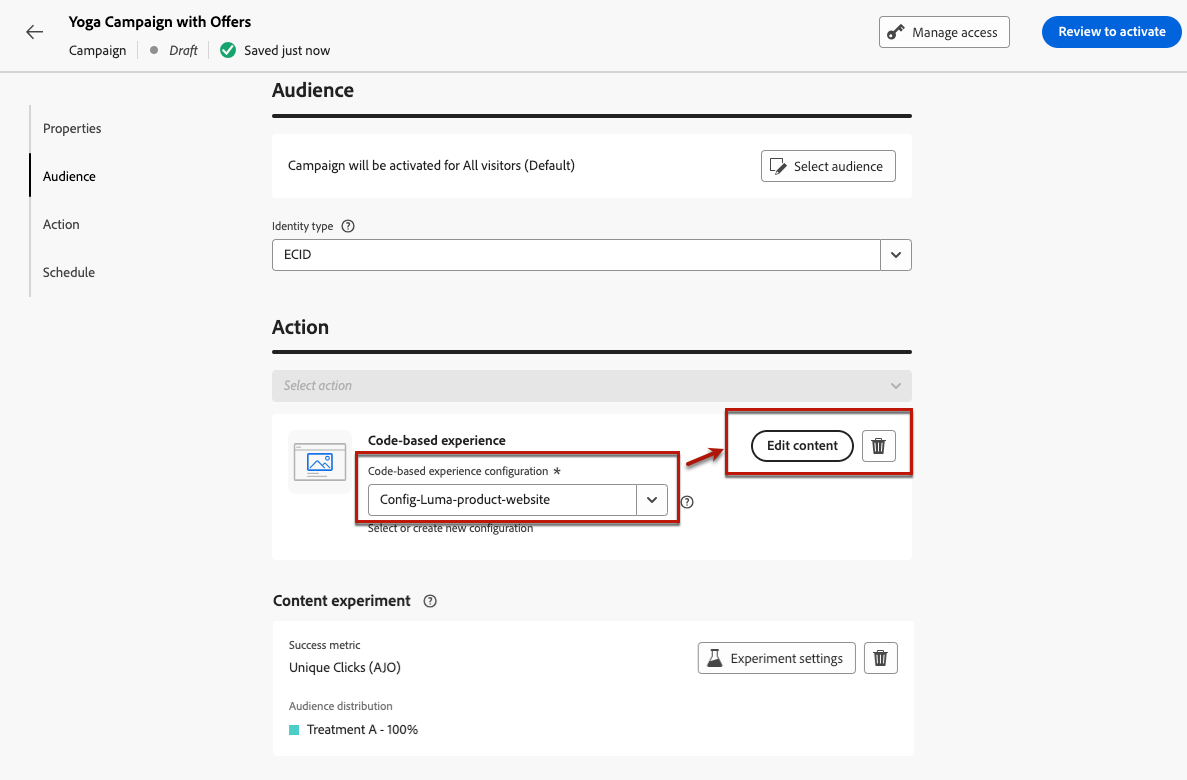 Yoga Campaign with Offers
Campaign Draft Saved just now
Manage access
Review to activate
Properties
Audience
Action
Schedule
Audience
Campaign will be activated for All visitors (Default)
Select audience
Identity type ?
ECID
Action
Select action
Code-based experience
Edit content
Code-based experience configuration *
Config-Luma-product-website
?
Select or create new configuration
Content experiment ?
Success metric
Unique Clicks (AJO)
Experiment settings
Audience distribution
Treatment A - 100%